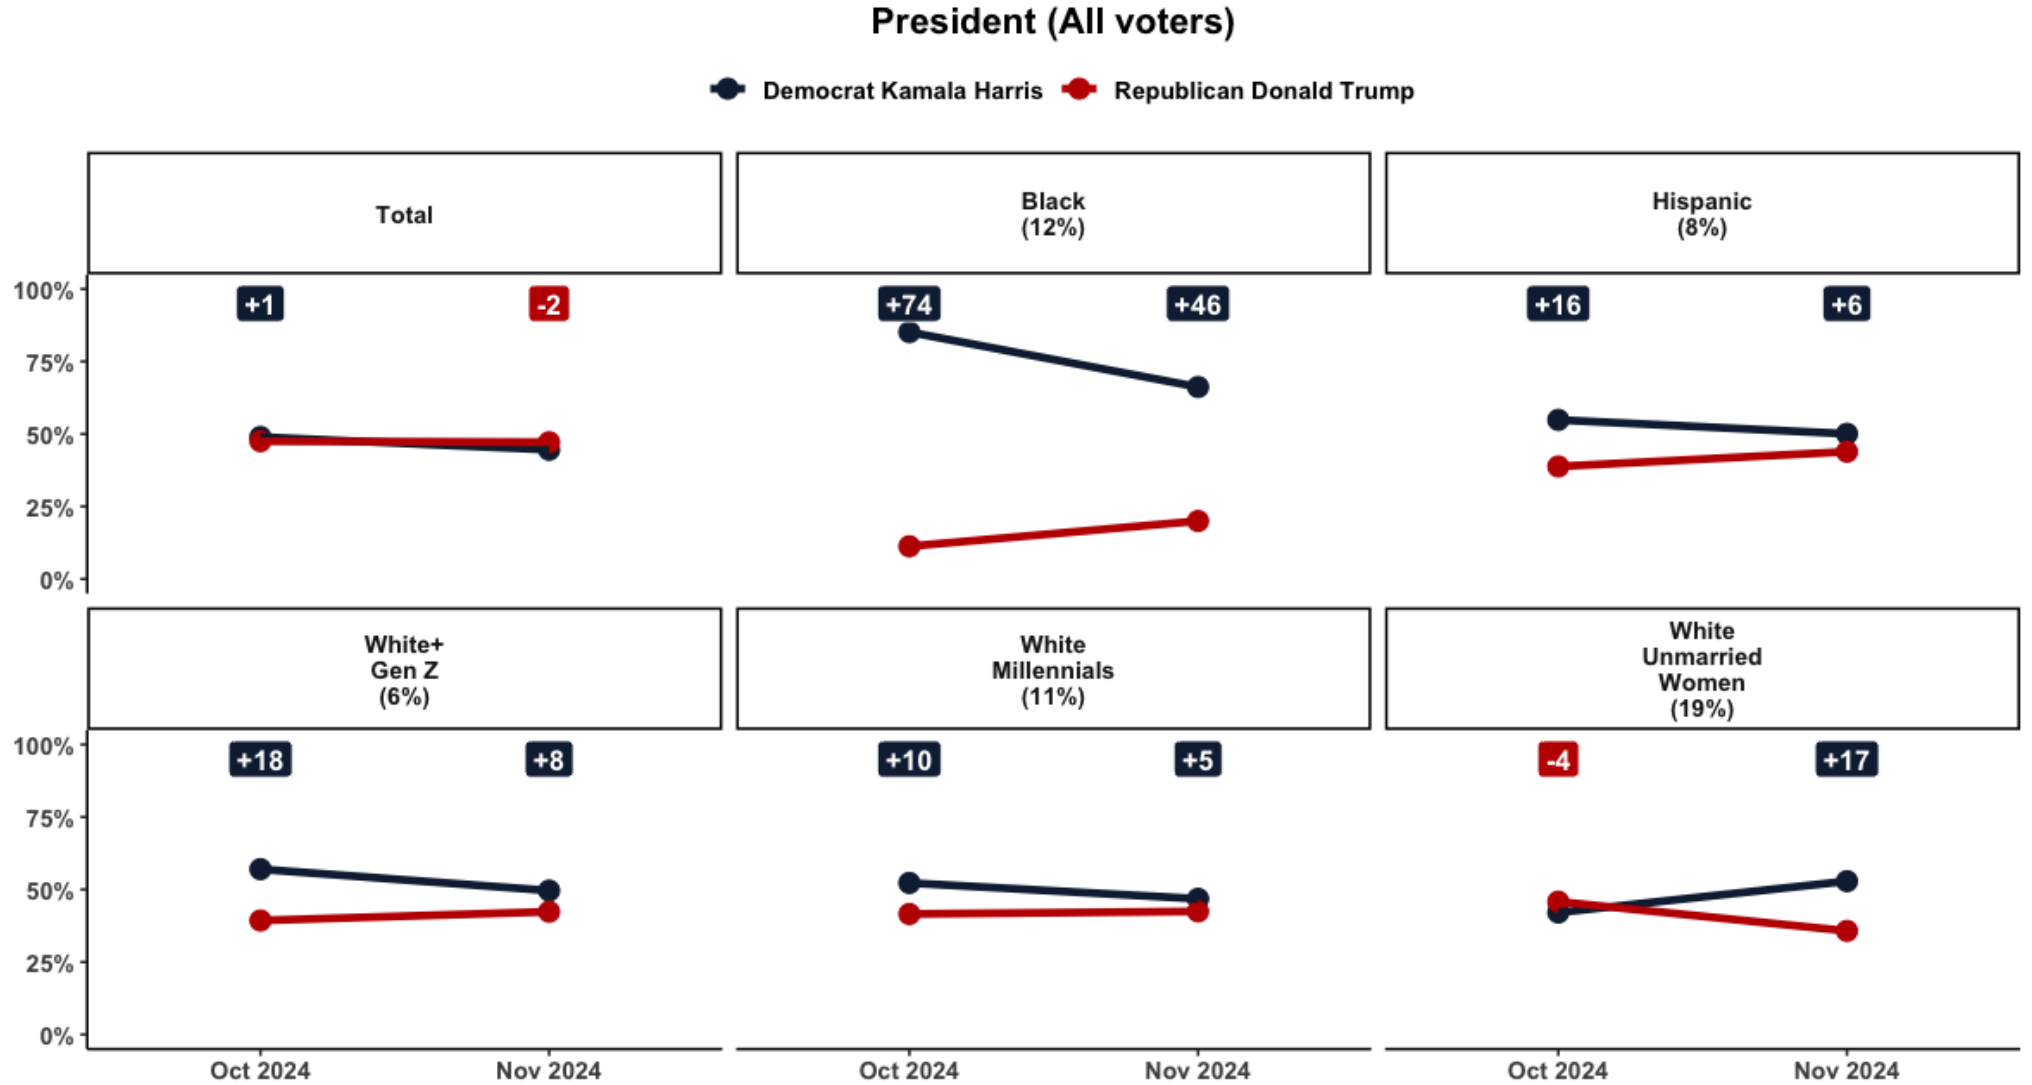 President (All voters)
Democrat Kamala Harris Republican Donald Trump
Total
Black
(12%)
Hispanic
(8%)
100%
75%
50%
25%
0%
+1 -2
+74 +46
+16 +6
White+
Gen Z
(6%)
White
Millennials
(11%)
White
Unmarried
Women
(19%)
100%
75%
50%
25%
0%
+18 +8
+10 +5
-4 +17
Oct 2024 Nov 2024
Oct 2024 Nov 2024
Oct 2024 Nov 2024